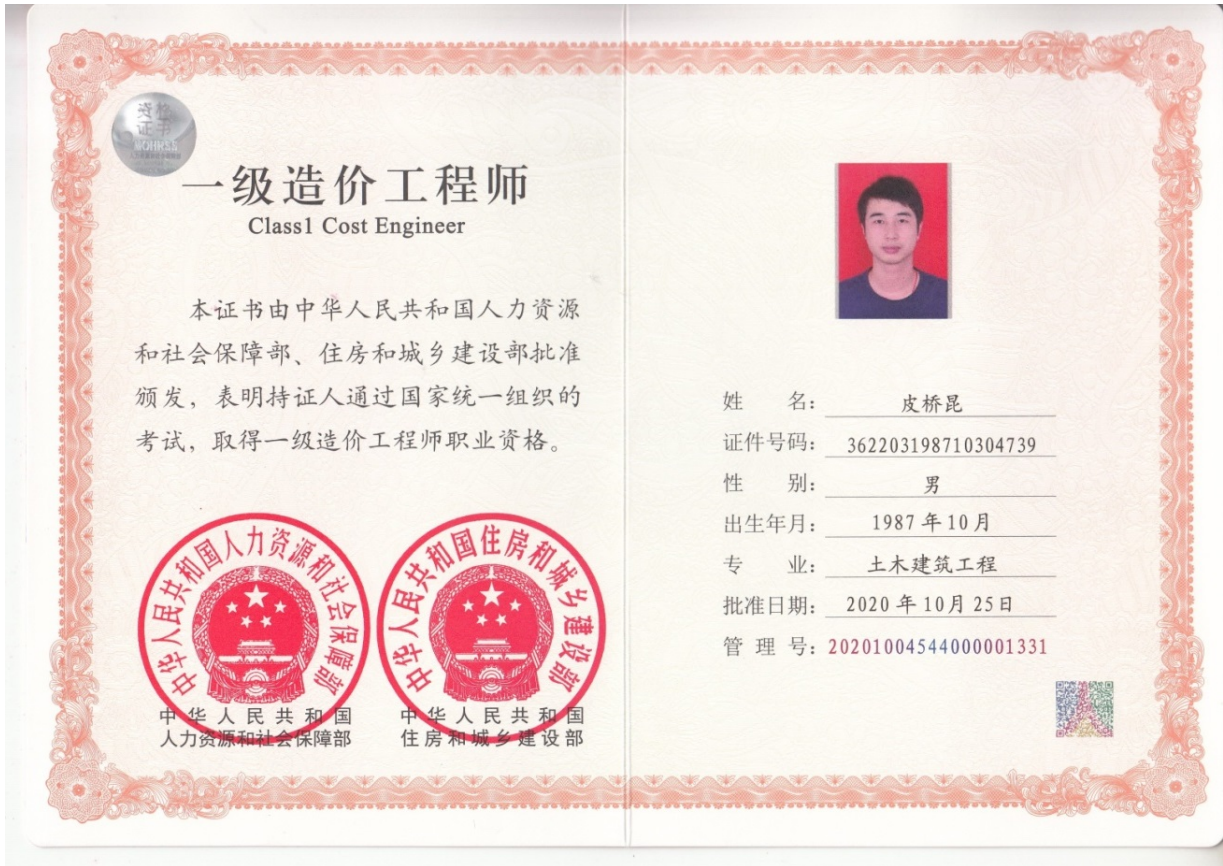 资格
证书
MOHRSS
一级造价工程师
Class1 Cost Engineer
本证书由中华人民共和国人力资源
和社会保障部、住房和城乡建设部批准
颁发，表明持证人通过国家统一组织的
考试，取得一级造价工程师职业资格。
中华人民共和国人力资源和社会保障部
中华人民共和国住房和城乡建设部
中华人民共和国
人力资源和社会保障部
中华人民共和国
住房和城乡建设部
姓 名： 皮桥昆
证件号码： 362203198710304739
性 别： 男
出生年月： 1987 年 10 月
专 业： 土木建筑工程
批准日期： 2020 年 10 月 25 日
管 理 号： 20201004544000001331